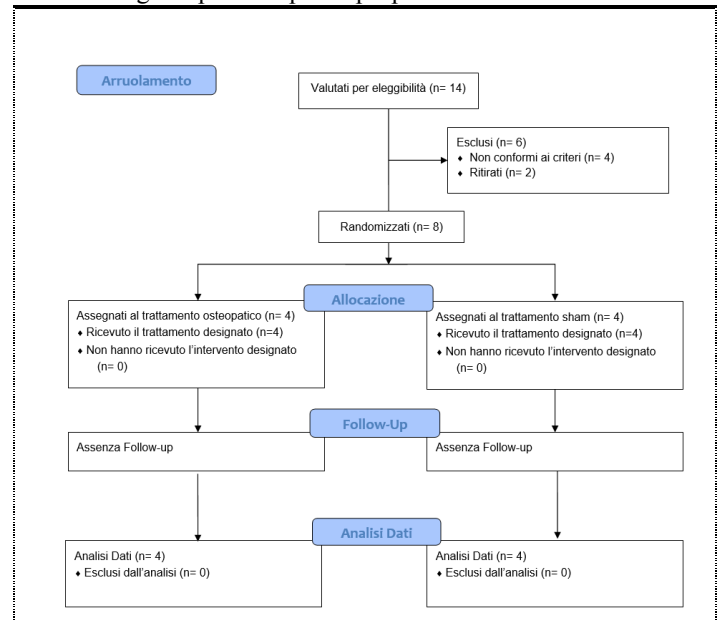 Arruolamento
Valutati per eleggibilità (n= 14)
Esclusi (n= 6)
♦ Non conformi ai criteri (n= 4)
♦ Ritirati (n= 2)
Randomizzati (n= 8)
Allocazione
Assegnati al trattamento osteopatico (n= 4)
♦ Ricevuto il trattamento designato (n=4)
♦ Non hanno ricevuto l'intervento designato
(n= 0)
Assegnati al trattamento sham (n= 4)
♦ Ricevuto il trattamento designato (n=4)
♦ Non hanno ricevuto l'intervento designato
(n= 0)
Follow-Up
Assenza Follow-up
Assenza Follow-up
Analisi Dati
Analisi Dati (n= 4)
♦ Esclusi dall'analisi (n= 0)
Analisi Dati (n= 4)
♦ Esclusi dall'analisi (n= 0)